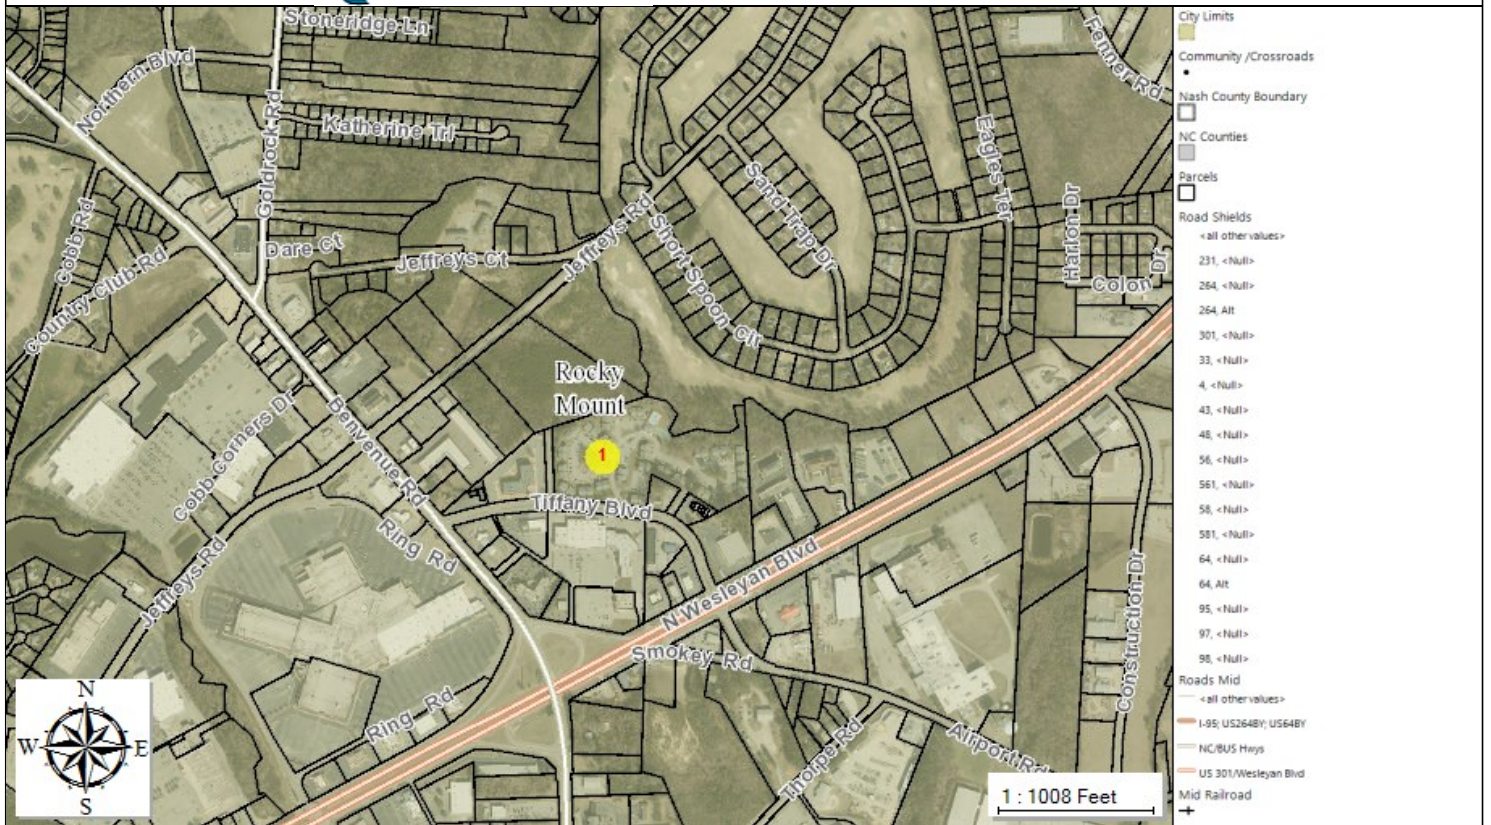 Stoneridge Ln
Northern Blvd
Goldrock Rd
Katherine Trl
Fenner Rd
Eagles Ter
Sand Trap Dr
Cobb Rd
Country Club Rd
Dare Ct
Jeffreys Ct
Jeffreys Rd
Short Spoon Cir
Harlon Dr
Colon Dr
Rocky
Mount
1
Cobb Corners Dr
Benvenue Rd
Tiffany Blvd
Ring Rd
Jeffreys Rd
N Wesleyan Blvd
Smokey Rd
Construction Dr
Ring Rd
Thorpe Rd
Airport Rd
N
W
E
S
1 : 1008 Feet
City Limits
Community /Crossroads
Nash County Boundary
NC Counties
Parcels
Road Shields
<all other values>
231, <Null>
264, <Null>
264, Alt
301, <Null>
33, <Null>
4, <Null>
43, <Null>
48, <Null>
56, <Null>
561, <Null>
58, <Null>
581, <Null>
64, <Null>
64, Alt
95, <Null>
97, <Null>
98, <Null>
Roads Mid
<all other values>
I-95; US264BY; US64BY
NC/BUS Hwys
US 301/Wesleyan Blvd
Mid Railroad